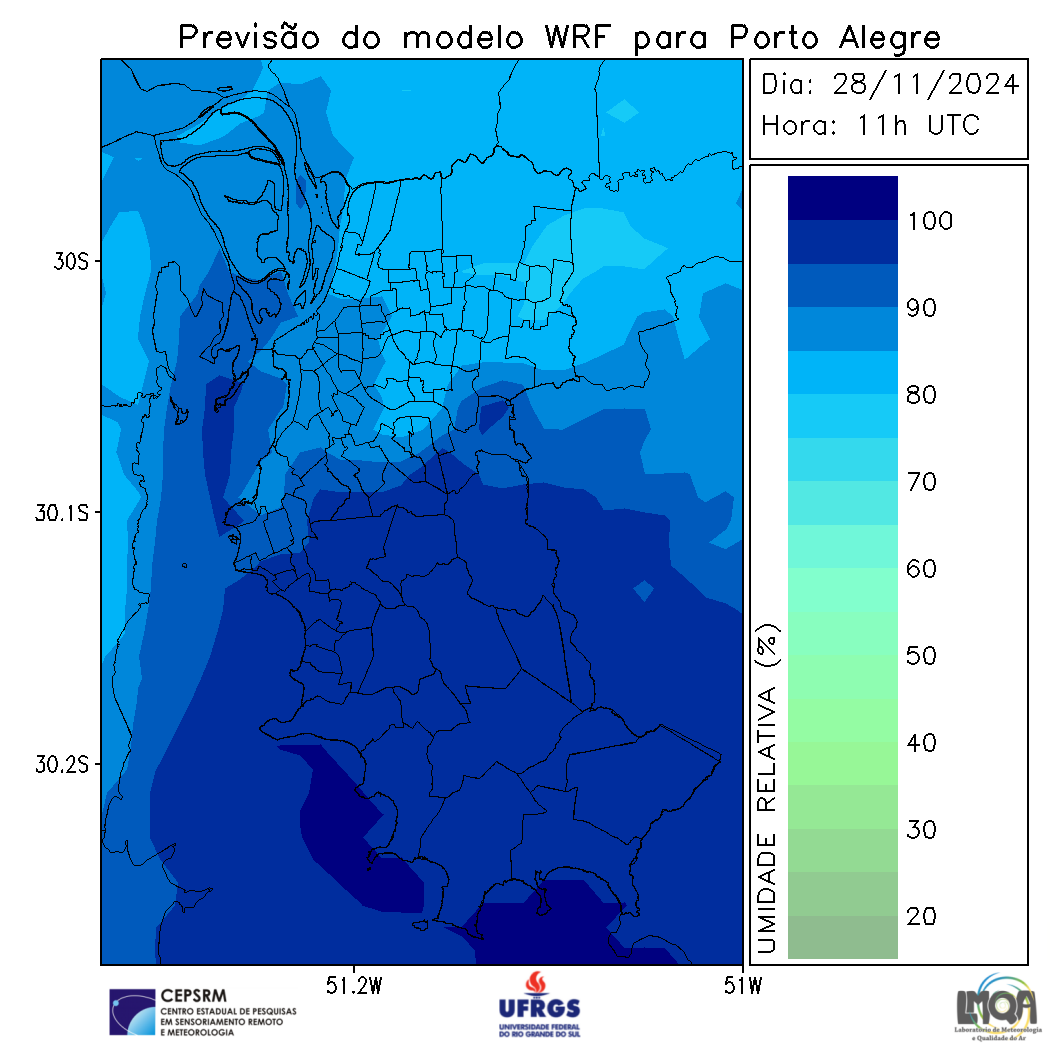 Previsão do modelo WRF para Porto Alegre
Dia: 28/11/2024
Hora: 11h UTC
30S
30.1S
30.2S
51.2W
51W
UMIDADE RELATIVA (%)
100
90
80
70
60
50
40
30
20
CEPSRM
CENTRO ESTADUAL DE PESQUISAS
EM SENSORIAMENTO REMOTO
E METEOROLOGIA
UFRGS
UNIVERSIDADE FEDERAL
DO RIO GRANDE DO SUL
LMQA
Laboratório de Meteorologia
e Qualidade do Ar